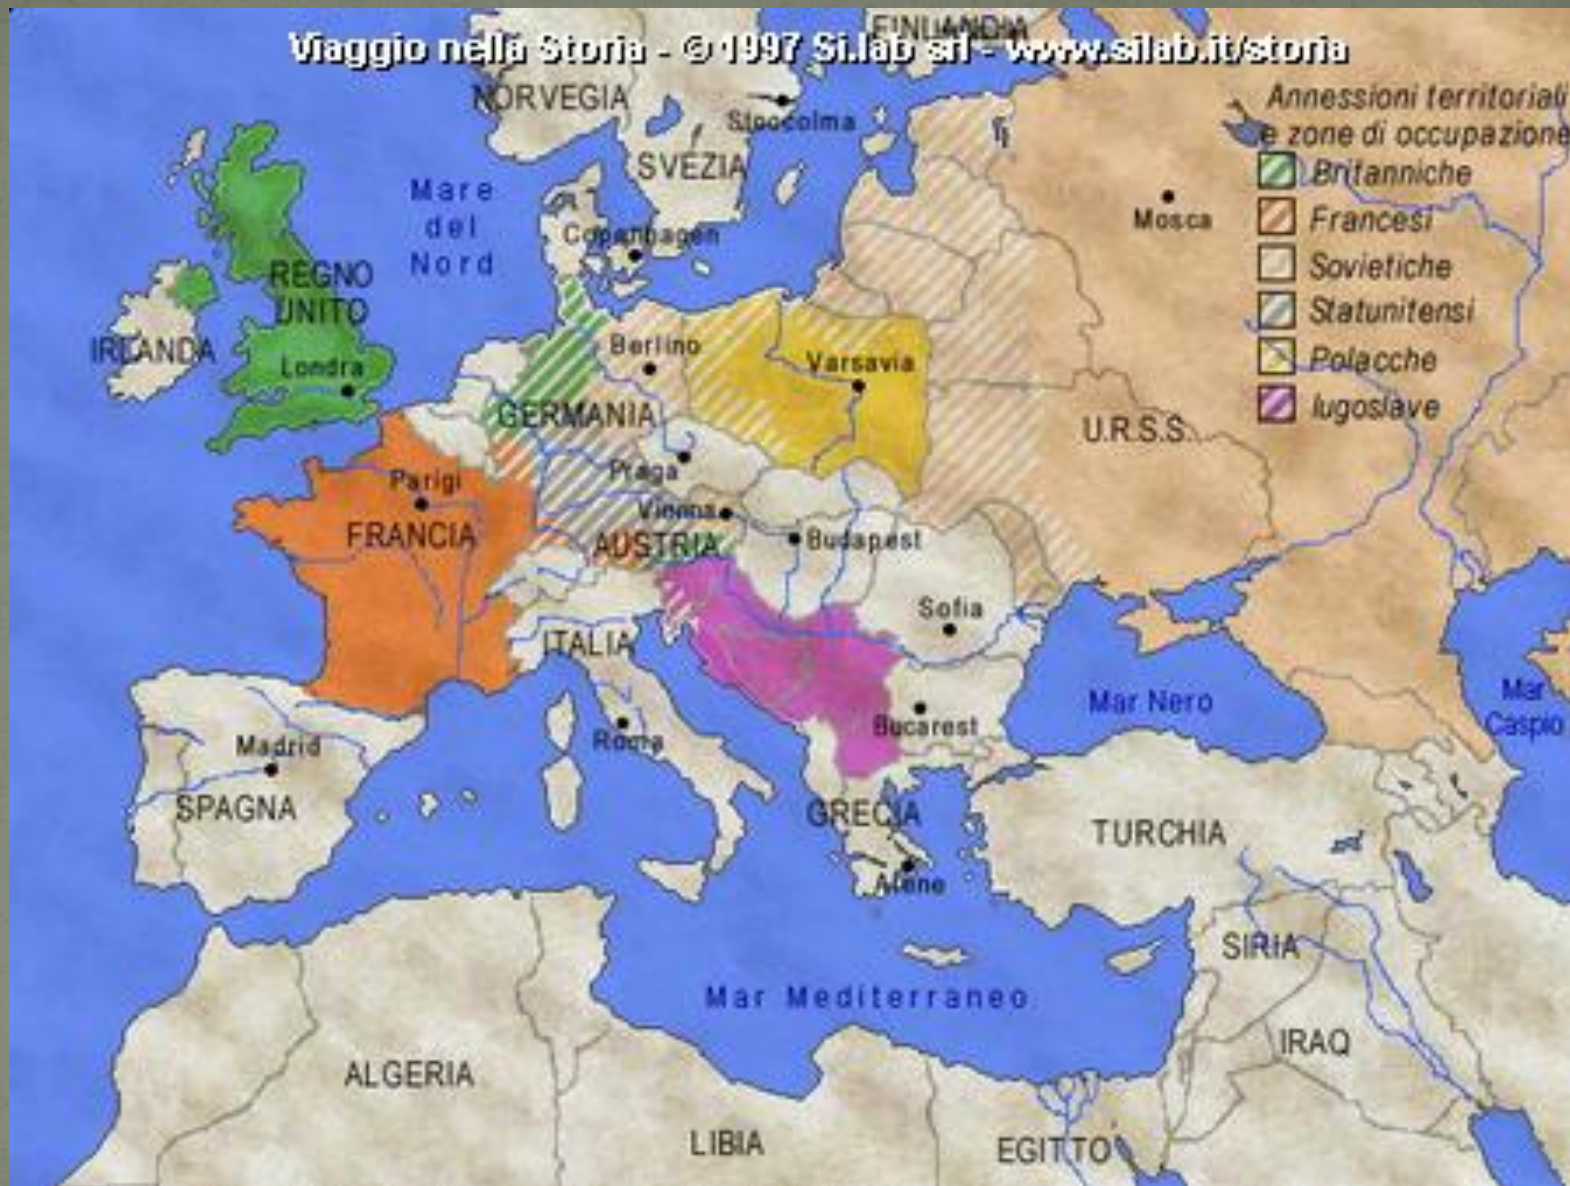 FINLANDIA
Viaggio nella Storia - © 1997 Si.lab srl - www.silab.it/storia
NORVEGIA
Stoccolma
SVEZIA
Annessioni territoriali
e zone di occupazione
Britanniche
Francesi
Sovietiche
Statunitensi
Polacche
Iugoslave
Mare
del
Nord
Mosca
Copenhagen
REGNO
UNITO
IRLANDA
Londra
Berlino
Varsavia
GERMANIA
U.R.S.S.
Praga
Parigi
Vienna
FRANCIA
AUSTRIA
Budapest
Sofia
ITALIA
Mar Nero
Mar
Caspio
Bucarest
Roma
Madrid
SPAGNA
GRECIA
TURCHIA
Atene
SIRIA
Mar Mediterraneo
IRAQ
ALGERIA
LIBIA
EGITTO